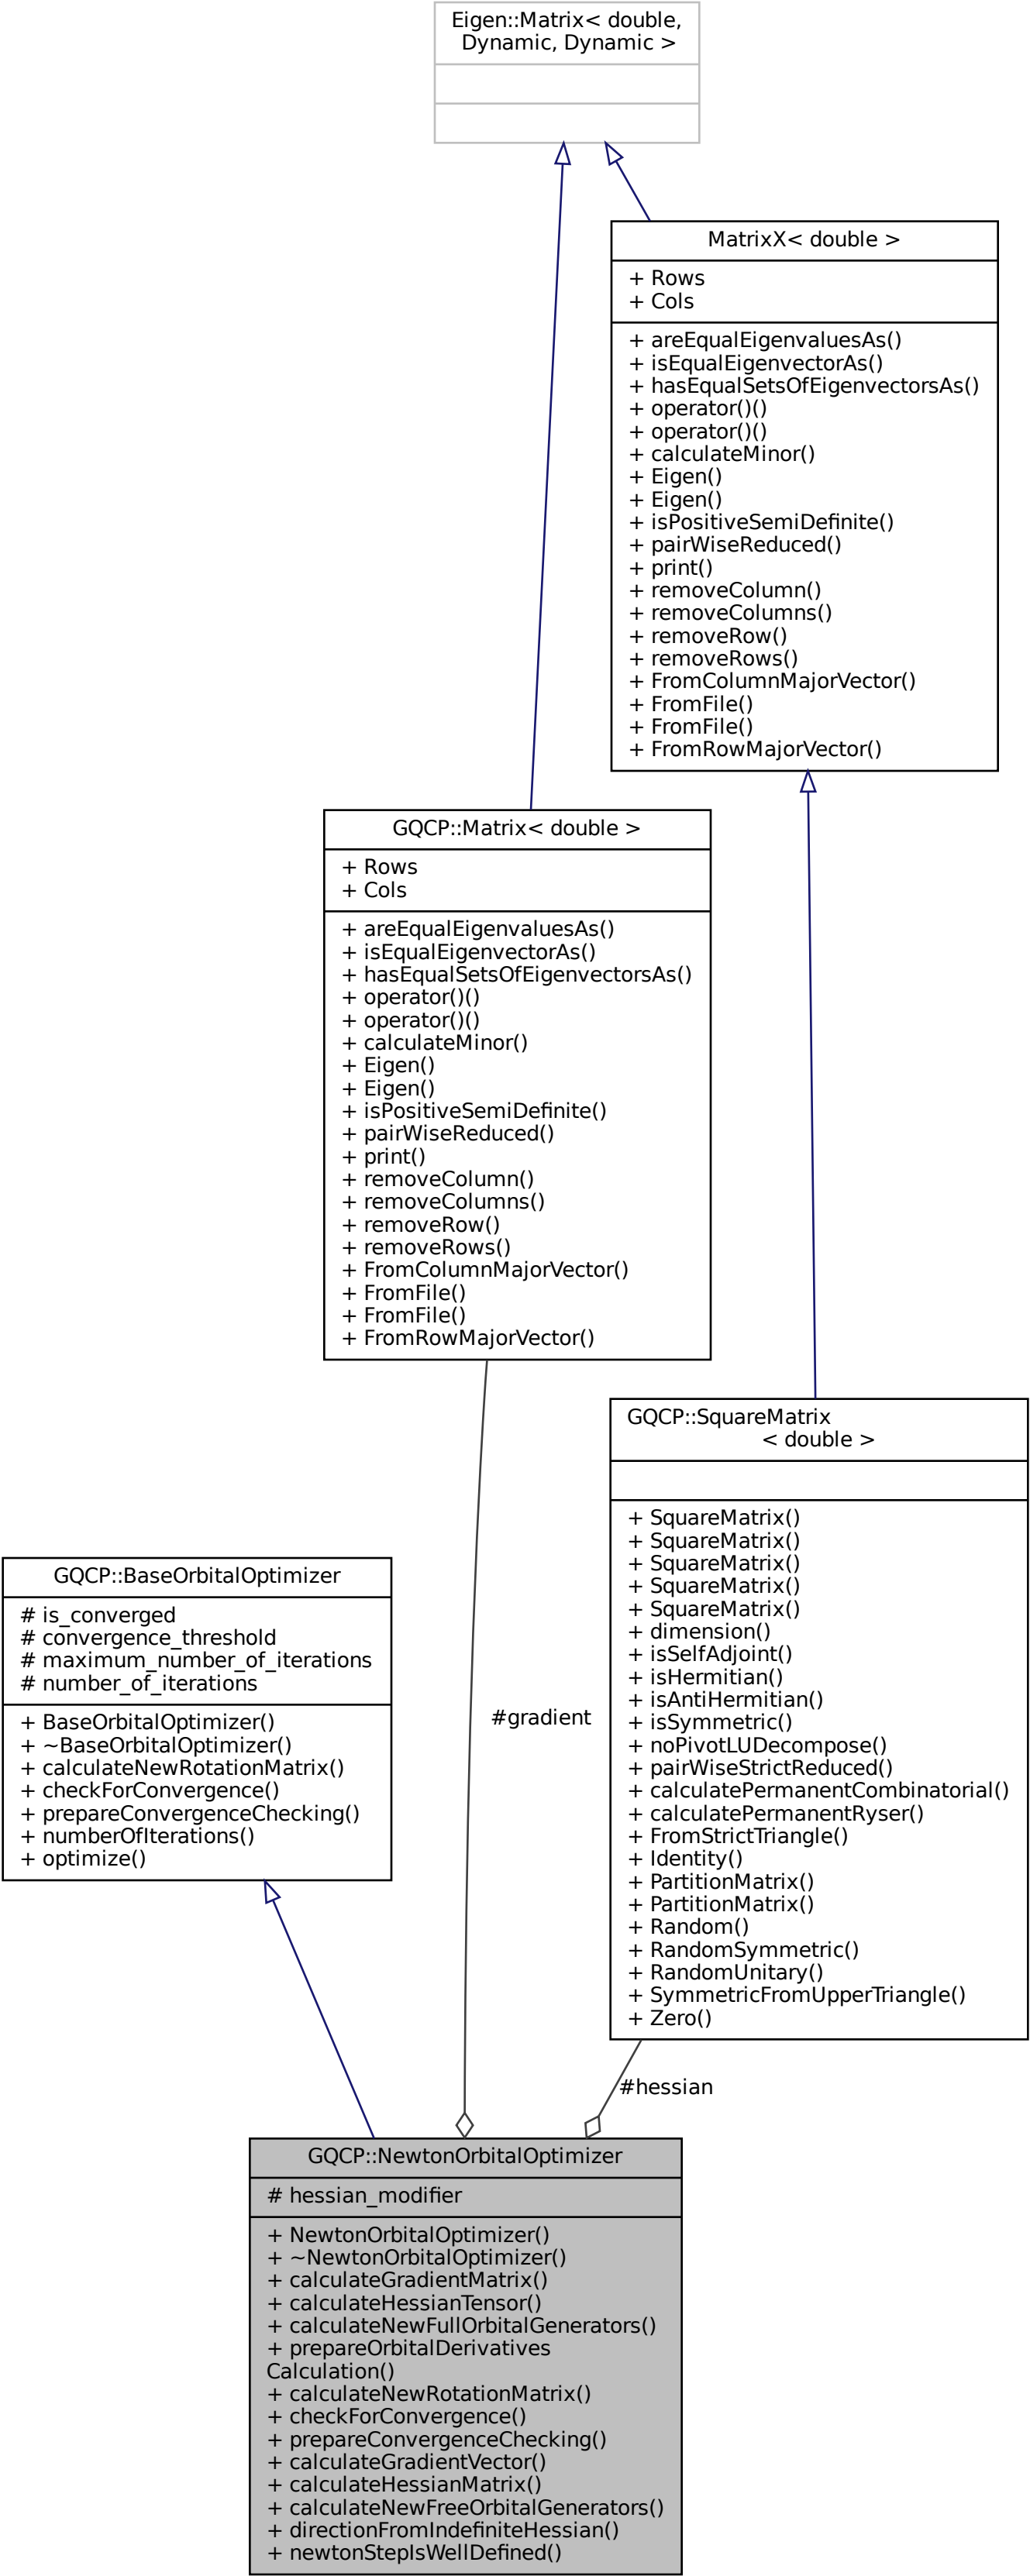 Eigen::Matrix< double,
Dynamic, Dynamic >
MatrixX< double >
+ Rows
+ Cols
+ areEqualEigenvaluesAs()
+ isEqualEigenvectorAs()
+ hasEqualSetsOfEigenvectorsAs()
+ operator()()
+ operator()()
+ calculateMinor()
+ Eigen()
+ Eigen()
+ isPositiveSemiDefinite()
+ pairWiseReduced()
+ print()
+ removeColumn()
+ removeColumns()
+ removeRow()
+ removeRows()
+ FromColumnMajorVector()
+ FromFile()
+ FromFile()
+ FromRowMajorVector()
GQCP::Matrix< double >
+ Rows
+ Cols
+ areEqualEigenvaluesAs()
+ isEqualEigenvectorAs()
+ hasEqualSetsOfEigenvectorsAs()
+ operator()()
+ operator()()
+ calculateMinor()
+ Eigen()
+ Eigen()
+ isPositiveSemiDefinite()
+ pairWiseReduced()
+ print()
+ removeColumn()
+ removeColumns()
+ removeRow()
+ removeRows()
+ FromColumnMajorVector()
+ FromFile()
+ FromFile()
+ FromRowMajorVector()
GQCP::SquareMatrix
< double >
+ SquareMatrix()
+ SquareMatrix()
+ SquareMatrix()
+ SquareMatrix()
+ SquareMatrix()
+ dimension()
+ isSelfAdjoint()
+ isHermitian()
+ isAntiHermitian()
+ isSymmetric()
+ noPivotLUDecompose()
+ pairWiseStrictReduced()
+ calculatePermanentCombinatorial()
+ calculatePermanentRyser()
+ FromStrictTriangle()
+ Identity()
+ PartitionMatrix()
+ PartitionMatrix()
+ Random()
+ RandomSymmetric()
+ RandomUnitary()
+ SymmetricFromUpperTriangle()
+ Zero()
GQCP::BaseOrbitalOptimizer
# is_converged
# convergence_threshold
# maximum_number_of_iterations
# number_of_iterations
+ BaseOrbitalOptimizer()
+ ~BaseOrbitalOptimizer()
+ calculateNewRotationMatrix()
+ checkForConvergence()
+ prepareConvergenceChecking()
+ numberOfIterations()
+ optimize()
#gradient
#hessian
GQCP::NewtonOrbitalOptimizer
# hessian_modifier
+ NewtonOrbitalOptimizer()
+ ~NewtonOrbitalOptimizer()
+ calculateGradientMatrix()
+ calculateHessianTensor()
+ calculateNewFullOrbitalGenerators()
+ prepareOrbitalDerivatives
Calculation()
+ calculateNewRotationMatrix()
+ checkForConvergence()
+ prepareConvergenceChecking()
+ calculateGradientVector()
+ calculateHessianMatrix()
+ calculateNewFreeOrbitalGenerators()
+ directionFromIndefiniteHessian()
+ newtonStepIsWellDefined()